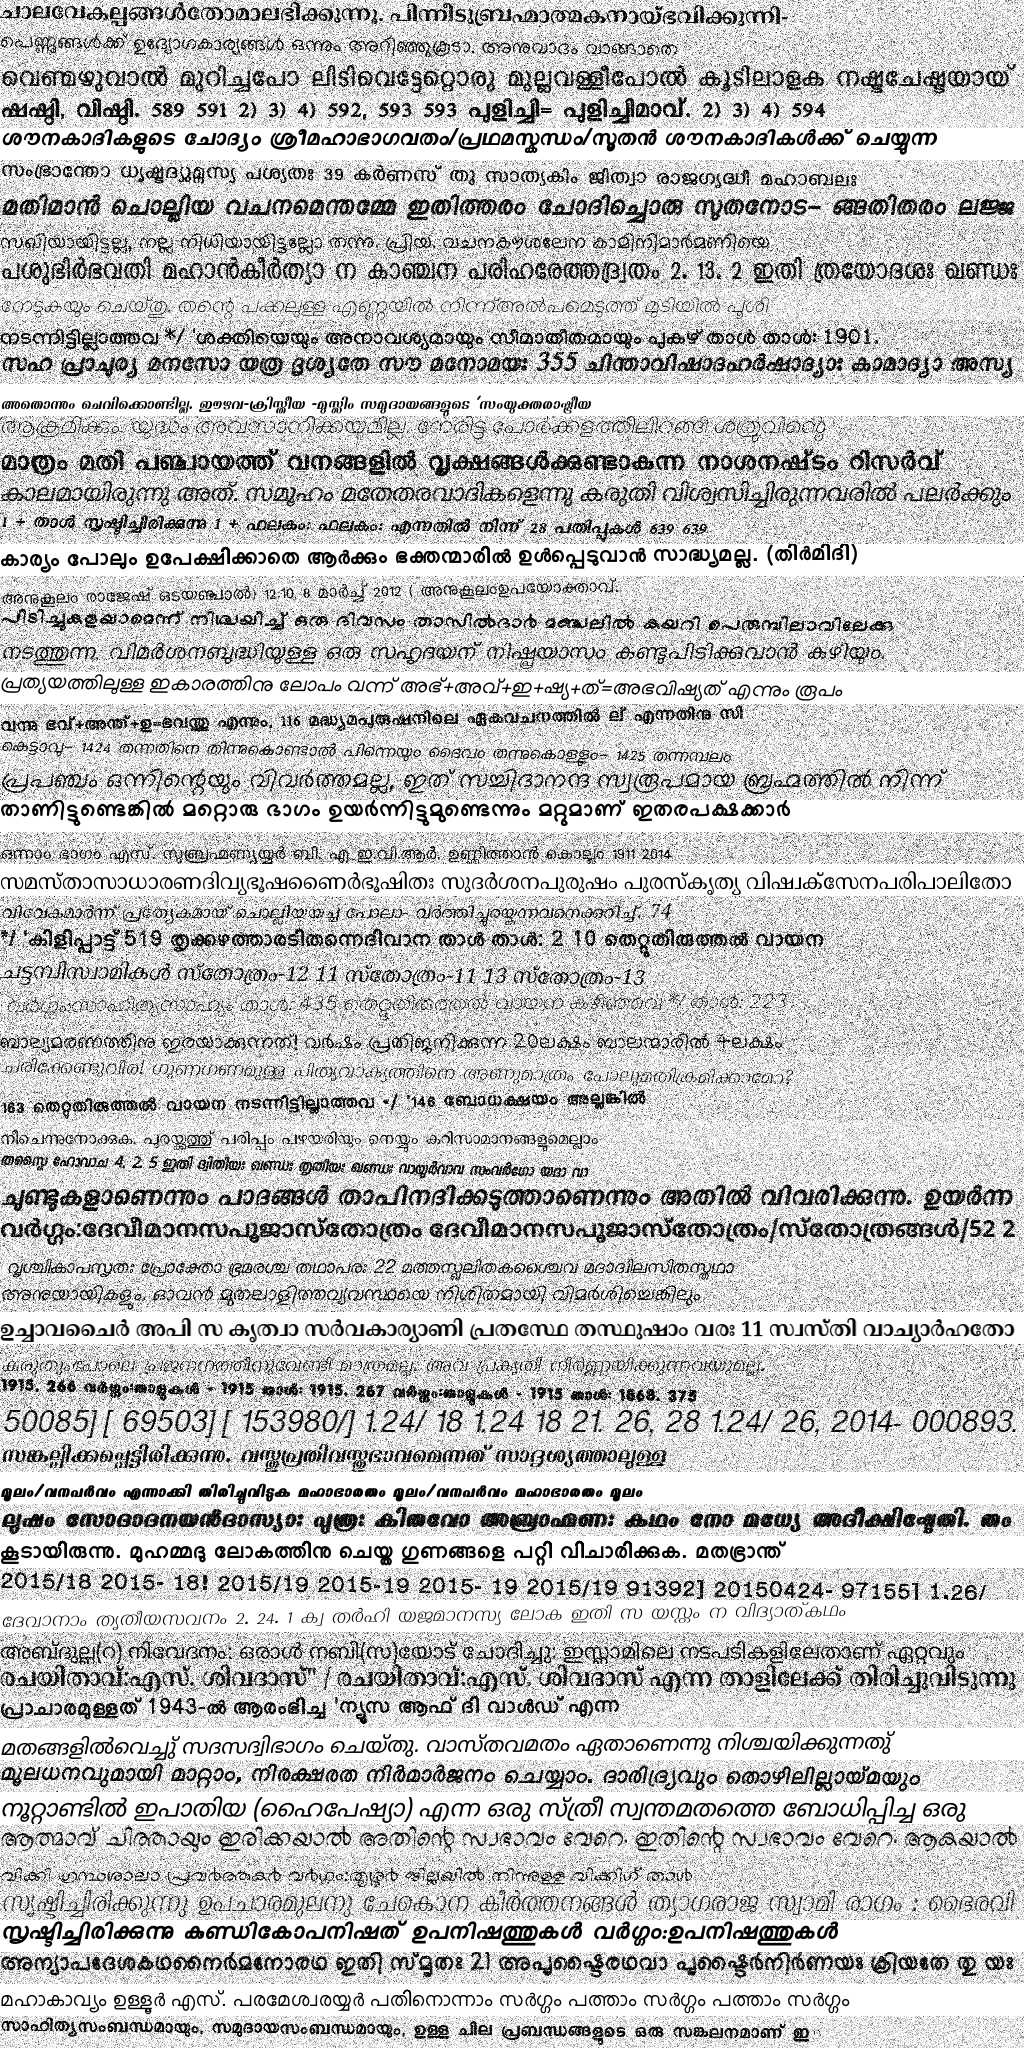 ചാലവേകല്പങ്ങൾതോമാലഭിക്കുന്നു. പിന്നീടുബ്രഹ്മാത്മകനായ്ഭവിക്കുന്നി-
പെണ്ണുങ്ങൾക്ക് ഉദ്യോഗകാര്യങ്ങൾ ഒന്നും അറിഞ്ഞുകൂടാ. അനുവാദം വാങ്ങാതെ
വെണ്മഴുവാൽ മുറിച്ചപോ ലിടിവെട്ടേറ്റൊരു മുല്ലവള്ളീപോൽ കൂടിലാളക നഷ്ടചേഷ്ടയായ്
ഷഷ്ഠി, വിഷ്ഠി. 589 591 2) 3) 4) 592, 593 593 പുളിച്ചി= പുളിച്ചിമാവ്. 2) 3) 4) 594
ശൗനകാദികളുടെ ചോദ്യം ശ്രീമഹാഭാഗവതം/പ്രഥമസ്കന്ധം/സൂതൻ ശൗനകാദികൾക്ക് ചെയ്യുന്ന
സംഭ്രാന്തോ ധൃഷ്ടദ്യുമ്നസ്യ പശ്യതഃ 39 കർണസ് തു സാത്യകിം ജിത്വാ രാജഗൃദ്ധീ മഹാബലഃ
മതിമാൻ ചൊല്ലിയ വചനമെന്തമ്മേ ഇതിത്തരം ചോദിച്ചൊരു സുതനോട– ങ്ങതിതരം ലജ്ജ
സഖിയായിട്ടല്ല, നല്ല നിധിയായിട്ടല്ലോ തന്നു. പ്രിയ. വചനകൗശലേന കാമിനിമാർമണിയെ
പശുഭിർഭവതി മഹാൻകീർത്യാ ന കാഞ്ചന പരിഹരേത്തദ്വ്രതം 2. 13. 2 ഇതി ത്രയോദശഃ ഖണ്ഡഃ
നേടുകയും ചെയ്തു. തന്റെ പക്കലുള്ള എണ്ണയിൽ നിന്ന്അൽപമെടുത്ത് മുടിയിൽ പുശി
നടന്നിട്ടില്ലാത്തവ */ 'ശക്തിയെയും അനാവശ്യമായും സീമാതീതമായും പുകഴ് താൾ താൾ: 1901.
സഹ പ്രാചുര്യ മനസോ യത്ര ദൃശ്യതേ സൗ മനോമയഃ 355 ചിന്താവിഷാദഹർഷാദ്യാഃ കാമാദ്യാ അസ്യ
അതൊന്നും ചെവിക്കൊണ്ടില്ല. ഈഴവ-ക്രിസ്തീയ -മുസ്ലിം സമുദായങ്ങളുടെ 'സംയുക്തരാഷ്ട്രീയ
ആക്രമിക്കും. യുദ്ധം അവസാനിക്കയുമില്ല. നേരിട്ട പോർക്കളത്തിലിറങ്ങി ശത്രുവിന്റെ
മാത്രം മതി പഞ്ചായത്ത് വനങ്ങളിൽ വൃക്ഷങ്ങൾക്കുണ്ടാകുന്ന നാശനഷ്ടം റിസർവ്
കാലമായിരുന്നു അത്. സമൂഹം മതേതരവാദികളെന്നു കരുതി വിശ്വസിച്ചിരുന്നവരിൽ പലർക്കും
1 + താൾ സൃഷ്ടിച്ചിരിക്കുന്നു 1 + ഫലകം: ഫലകം: എന്നതിൽ നിന്ന് 28 പതിപ്പുകൾ 639 639
കാര്യം പോലും ഉപേക്ഷിക്കാതെ ആർക്കും ഭക്തന്മാരിൽ ഉൾപ്പെടുവാൻ സാദ്ധ്യമല്ല. (തിർമിദി)
അനുകൂലം രാജേഷ് ഒടയഞ്ചാൽ) 12:10, 8 മാർച്ച് 2012 ( അനുകൂലംഉപയോക്താവ്:
പിടിച്ചുകളയാമെന്ന് നിശ്ചയിച്ച് ഒരു ദിവസം താസിൽദാർ മഞ്ചലിൽ കയറി പെരുമ്പിലാവിലേക്കു
നടത്തുന്ന. വിമർശനബുദ്ധിയുള്ള ഒരു സഹൃദയന് നിഷ്പ്രയാസം കണ്ടുപിടിക്കുവാൻ കഴിയും.
പ്രത്യയത്തിലുള്ള ഇകാരത്തിനു ലോപം വന്ന് അഭ്+അവ്+ഇ+ഷ്യ+ത്=അഭവിഷ്യത് എന്നും രൂപം
വന്നു ഭവ്+അന്ത്+ഉ=ഭവന്തു എന്നും, 116 മദ്ധ്യമപുരുഷനിലെ ഏകവചനത്തിൽ ല് എന്നതിനു സി
കെട്ടാവൂ– 1424 തന്നതിനെ തിന്നുകൊണ്ടാൽ പിന്നെയും ദൈവം തന്നുകൊള്ളും– 1425 തന്നമ്പലം
പ്രപഞ്ചം ഒന്നിന്റെയും വിവർത്തമല്ല, ഇത് സച്ചിദാനന്ദ സ്വരൂപമായ ബ്രഹ്മത്തിൽ നിന്ന്
താണിട്ടുണ്ടെങ്കിൽ മറ്റൊരു ഭാഗം ഉയർന്നിട്ടുമുണ്ടെന്നും മറ്റുമാണ് ഇതരപക്ഷക്കാർ
ഒന്നാം ഭാഗം എസ്. സുബ്രഹ്മണ്യയ്യർ ബി. എ.ഇ.വി.ആർ. ഉണ്ണിത്താൻ കൊല്ലം 1911 2014
സമസ്താസാധാരണദിവ്യഭൂഷണൈർഭൂഷിതഃ സുദർശനപുരുഷം പുരസ്കൃത്യ വിഷ്വക്സേനപരിപാലിതോ
വിവേകമാർന്ന് പ്രത്യേകമായ് ചൊല്ലിയയച്ച പോലാ- വർത്തിച്ചുരയ്ക്കുന്നവനെക്കുറിച്ച്. 74
*/ 'കിളിപ്പാട്ട് 519 തൃക്കഴത്താരടിതന്നെദിവാന താൾ താൾ: 2 10 തെറ്റുതിരുത്തൽ വായന
ചട്ടമ്പിസ്വാമികൾ സ്തോത്രം-12 11 സ്തോത്രം-11 13 സ്തോത്രം-13
വർഗ്ഗംസാഹിത്യസാഹ്യം താൾ: 435 തെറ്റുതിരുത്തൽ വായന കഴിഞ്ഞവ */ താൾ: 223
ബാല്യമരണത്തിനു ഇരയാക്കുന്നത്! വർഷം പ്രതിജനിക്കുന്ന 20ലക്ഷം ബാലന്മാരിൽ +ലക്ഷം
ചരിക്കേണ്ടുവിത! ഗുണഗണമുള്ള പിതൃവാക്യത്തിനെ അണുമാത്രം പോലുമതിക്രമിക്കാമോ?
163 തെറ്റുതിരുത്തൽ വായന നടന്നിട്ടില്ലാത്തവ */ '146 ബോധക്ഷയം അല്ലങ്കിൽ
നീചെന്നുനോക്കുക. പുരയ്ക്കത്ത് പരിപ്പും പഴയരിയും നെയ്യും കറിസാമാനങ്ങളുമെല്ലാം
തസ്മൈ ഹോവാച 4. 2. 5 ഇതി ദ്വിതീയഃ ഖണ്ഡഃ തൃതീയഃ ഖണ്ഡഃ വായുർവാവ സംവർഗോ യദാ വാ
ചുണ്ടുകളാണെന്നും പാദങ്ങൾ താപിനദിക്കടുത്താണെന്നും അതിൽ വിവരിക്കുന്നു. ഉയർന്ന
വർഗ്ഗം:ദേവീമാനസപൂജാസ്തോത്രം ദേവീമാനസപൂജാസ്തോത്രം/സ്തോത്രങ്ങൾ/52 2
വൃശ്ചികാപസൃതഃ പ്രോക്തോ ഭ്രമരശ്ച തഥാപരഃ 22 മത്തസ്ഖലിതകശ്ചൈവ മദാദിലസിതസ്തഥാ
അനുയായികളും, ഓവൻ മുതലാളിത്തവ്യവസ്ഥയെ നിശിതമായി വിമർശിച്ചെങ്കിലും
ഉച്ചാവചൈർ അപി സ കൃത്വാ സർവകാര്യാണി പ്രതസ്ഥേ തസ്ഥുഷാം വരഃ 11 സ്വസ്തി വാച്യാർഹതോ
കരുതുംപോലെ പ്രജനനത്തിനുവേണ്ടി മാത്രമല്ല. അവ പ്രകൃതി നിർണ്ണയിക്കുന്നവയുമല്ല.
1915. 266 വർഗ്ഗം:താളുകൾ - 1915 താൾ: 1915. 267 വർഗ്ഗം:താളുകൾ - 1915 താൾ: 1868. 375
50085] [ 69503] [ 153980/] 1.24/ 18 1.24 18 21. 26, 28 1.24/ 26, 2014- 000893.
സങ്കല്പിക്കപ്പെട്ടിരിക്കുന്നു. വസ്തുപ്രതിവസ്തുഭാവമെന്നത് സാദൃശ്യത്താലുള്ള
മൂലം/വനപർവം എന്നാക്കി തിരിച്ചുവിടുക മഹാഭാരതം മൂലം/വനപർവം മഹാഭാരതം മൂലം
ലുഷം സോദാദനയൻദാസ്യാഃ പുത്രഃ കിതവോ അബ്രാഹ്മണഃ കഥം നോ മധ്യേ അദീക്ഷിഷ്ടേതി. തം
കൂടായിരുന്നു. മുഹമ്മദു ലോകത്തിനു ചെയ്ത ഗുണങ്ങളെ പറ്റി വിചാരിക്കുക. മതഭ്രാന്ത്
2015/18 2015- 18! 2015/19 2015-19 2015- 19 2015/19 91392] 20150424- 97155] 1.26/
ദേവാനാം തൃതീയസവനം 2. 24. 1 ക്വ തർഹി യജമാനസ്യ ലോക ഇതി സ യസ്തം ന വിദ്യാത്കഥം
അബ്ദുല്ല(റ) നിവേദനം: ഒരാൾ നബി(സ)യോട് ചോദിച്ചു: ഇസ്ലാമിലെ നടപടികളിലേതാണ് ഏറ്റവും
രചയിതാവ്:എസ്. ശിവദാസ്" / രചയിതാവ്:എസ്. ശിവദാസ് എന്ന താളിലേക്ക് തിരിച്ചുവിടുന്നു
പ്രാചാരമുള്ളത് 1943-ൽ ആരംഭിച്ച 'ന്യൂസ ആഫ് ദി വാൾഡ് എന്ന
മതങ്ങളിൽവെച്ചു് സദസദ്വിഭാഗം ചെയ്തു. വാസ്തവമതം ഏതാണെന്നു നിശ്ചയിക്കുന്നതു്
മൂലധനവുമായി മാറ്റാം, നിരക്ഷരത നിർമാർജനം ചെയ്യാം. ദാരിദ്ര്യവും തൊഴിലില്ലായ്മയും
നൂറ്റാണ്ടിൽ ഇപാതിയ (ഹൈപേഷ്യാ) എന്ന ഒരു സ്ത്രീ സ്വന്തമതത്തെ ബോധിപ്പിച്ച ഒരു
ആത്മാവ് ചിത്തായും ഇരിക്കയാൽ അതിന്റെ സ്വഭാവം വേറെ. ഇതിന്റെ സ്വഭാവം വേറെ. ആകയാൽ
വിക്കി ഗ്രന്ഥശാലാ പ്രവർത്തകർ വർഗം:തൃശൂർ ജില്ലയിൽ നിന്നുള്ള വിക്കിഗ് താൾ
സൃഷ്ടിച്ചിരിക്കുന്നു ഉപചാരമുലനു ചേകൊന കീർത്തനങ്ങൾ ത്യാഗരാജ സ്വാമി രാഗം : ഭൈരവി
സൃഷ്ടിച്ചിരിക്കുന്നു കുണ്ഡികോപനിഷത് ഉപനിഷത്തുകൾ വർഗ്ഗം:ഉപനിഷത്തുകൾ
അന്യാപദേശകഥനൈർമനോരഥ ഇതി സ്മൃതഃ 21 അപൃഷ്ടൈരഥവാ പൃഷ്ടൈർനിർണയഃ ക്രിയതേ തു യഃ
മഹാകാവ്യം ഉള്ളൂർ എസ്. പരമേശ്വരയ്യർ പതിനൊന്നാം സർഗ്ഗം പത്താം സർഗ്ഗം പത്താം സർഗ്ഗം
സാഹിത്യസംബന്ധമായും, സമുദായസംബന്ധമായും, ഉള്ള ചില പ്രബന്ധങ്ങളുടെ ഒരു സങ്കലനമാണ് ഇ